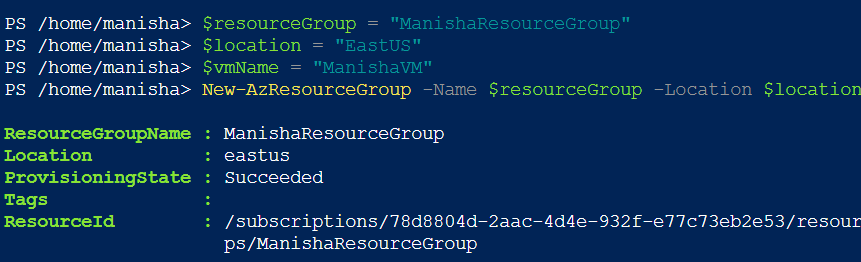 PS /home/manisha> $resourceGroup = "ManishaResourceGroup"
PS /home/manisha> $location = "EastUS"
PS /home/manisha> $vmName = "ManishaVM"
PS /home/manisha> New-AzResourceGroup -Name $resourceGroup -Location $location
ResourceGroupName : ManishaResourceGroup
Location : eastus
ProvisioningState : Succeeded
Tags :
ResourceId : /subscriptions/78d8804d-2aac-4d4e-932f-e77c73eb2e53/resour
ps/ManishaResourceGroup